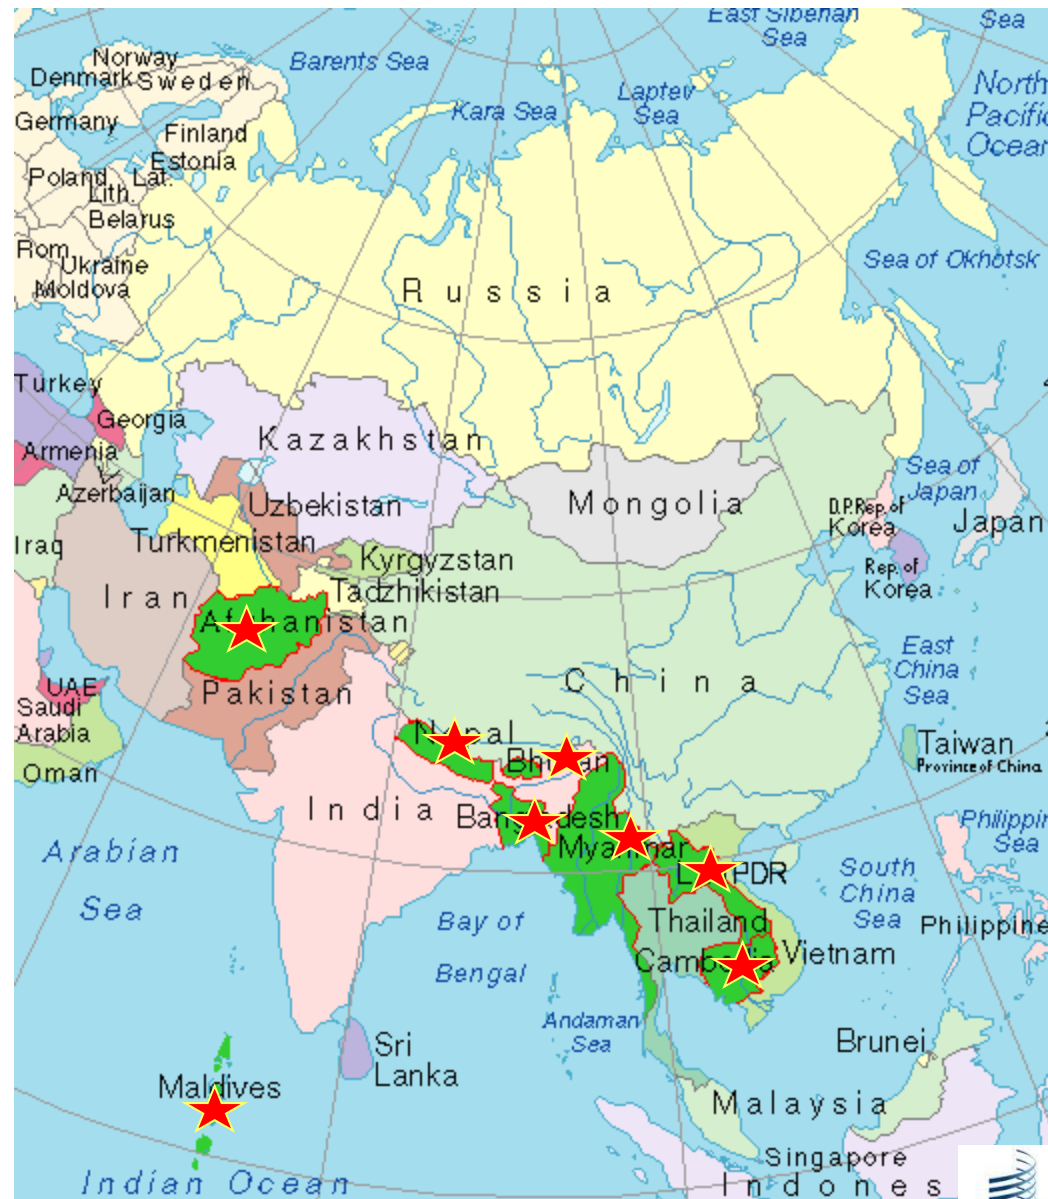 East Siberian
Sea
Sea
Norway
Barents Sea
Denmark
Sweden
North
Pacific
Ocean
Laptev
Sea
Kara Sea
Germany
Finland
Estonia
Poland
Lat.
Lith.
Belarus
Rom.
Ukraine
Moldova
Sea of Okhotsk
Russia
Turkey
Georgia
Kazakhstan
Armenia
Sea of
Japan
Azerbaijan
Uzbekistan
Mongolia
D.P.Rep.of
Korea
Japan
Iraq
Turkmenistan
Kyrgyzstan
Rep. of
Korea
Iran
Tadzhikistan
Afghanistan
East
China
Sea
China
UAE
Pakistan
Saudi
Arabia
Nepal
Taiwan
Province of China
Oman
Bhutan
India
Bangladesh
Philippin
Sea
Myanmar
Arabian
Sea
L PDR
South
China
Sea
Bay of
Bengal
Thailand
Philippine
Cambodia
Vietnam
Andaman
Sea
Brunei
Sri
Lanka
Maldives
Malaysia
Singapore
Indian Ocean
Indones